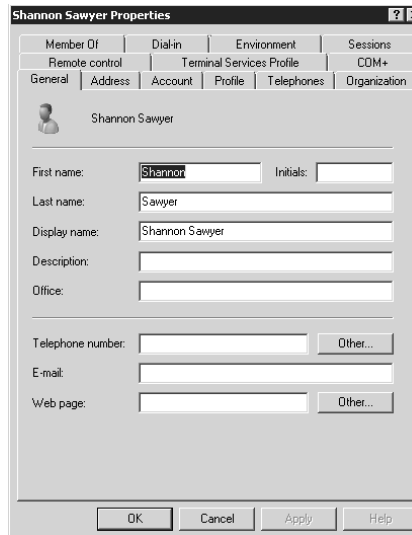 Shannon Sawyer Properties ?
Member Of Dial-in Environment Sessions
Remote control Terminal Services Profile COM+
General Address Account Profile Telephones Organization
Shannon Sawyer
First name: Shannon Initials:
Last name: Sawyer
Display name: Shannon Sawyer
Description:
Office:
Telephone number: Other...
E-mail:
Web page: Other...
OK Cancel Apply Help